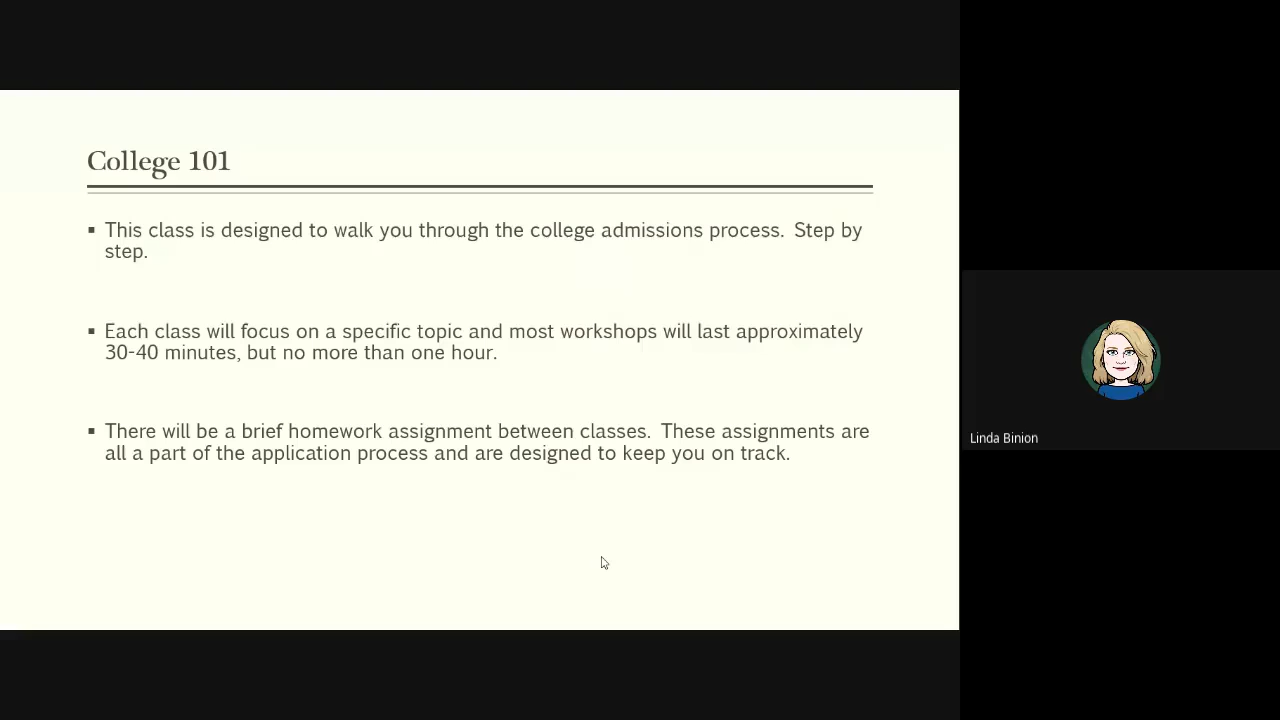 College 101
▪ This class is designed to walk you through the college admissions process.  Step by
step.
▪ Each class will focus on a specific topic and most workshops will last approximately
30-40 minutes, but no more than one hour.
▪ There will be a brief homework assignment between classes.  These assignments are
all a part of the application process and are designed to keep you on track.
Linda Binion